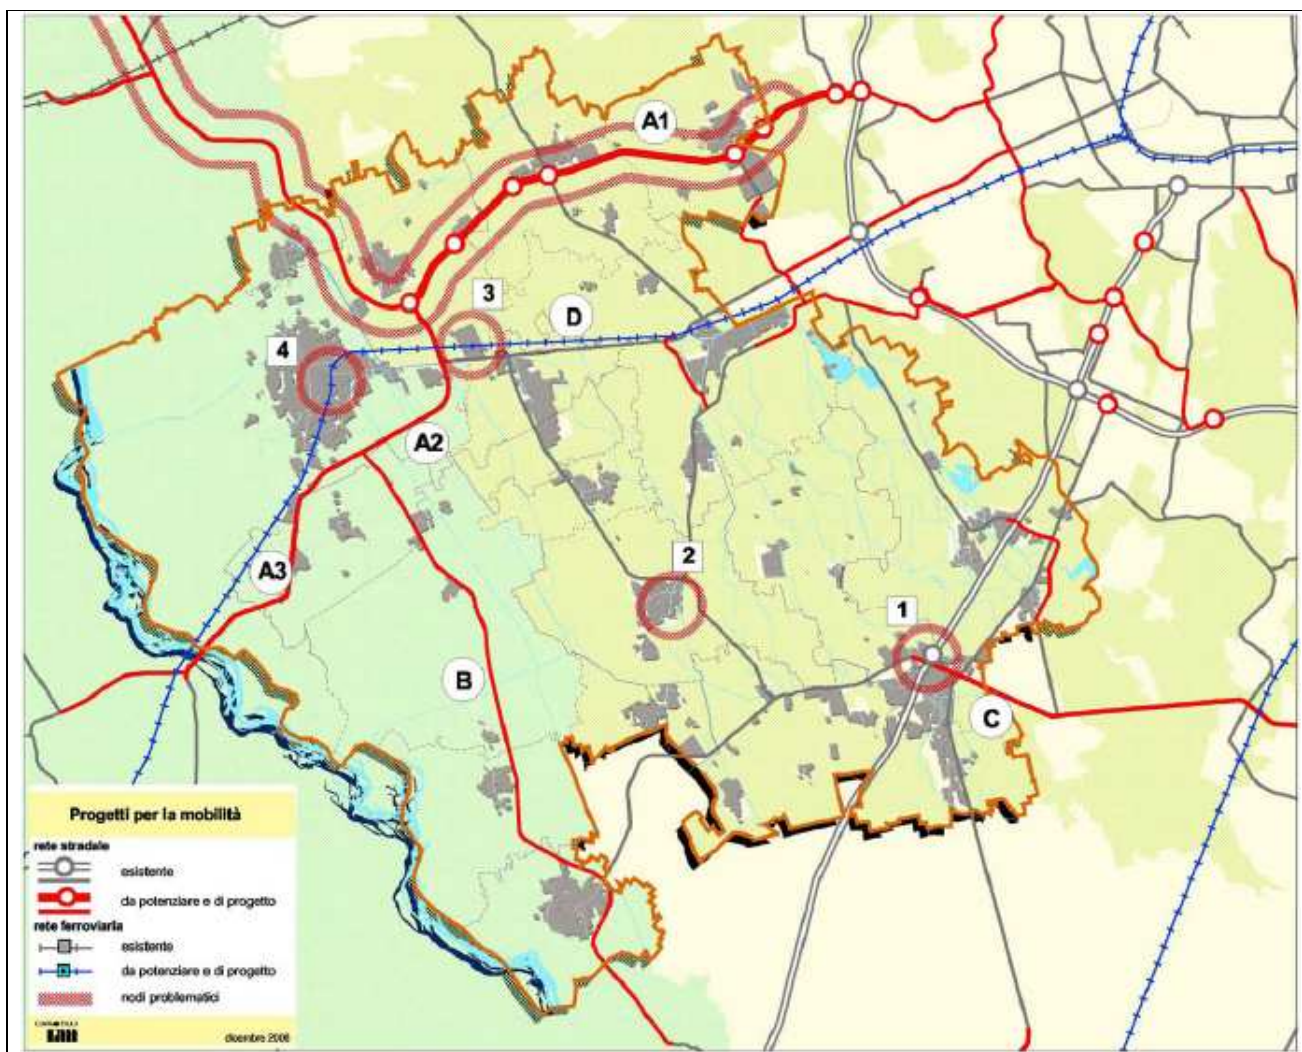 A1
3
D
4
A2
A3
2
1
B
C
Progetti per la mobilità
rete stradale
esistente
da potenziare e di progetto
rete ferroviaria
esistente
da potenziare e di progetto
nodi problematici
dicembre 2006